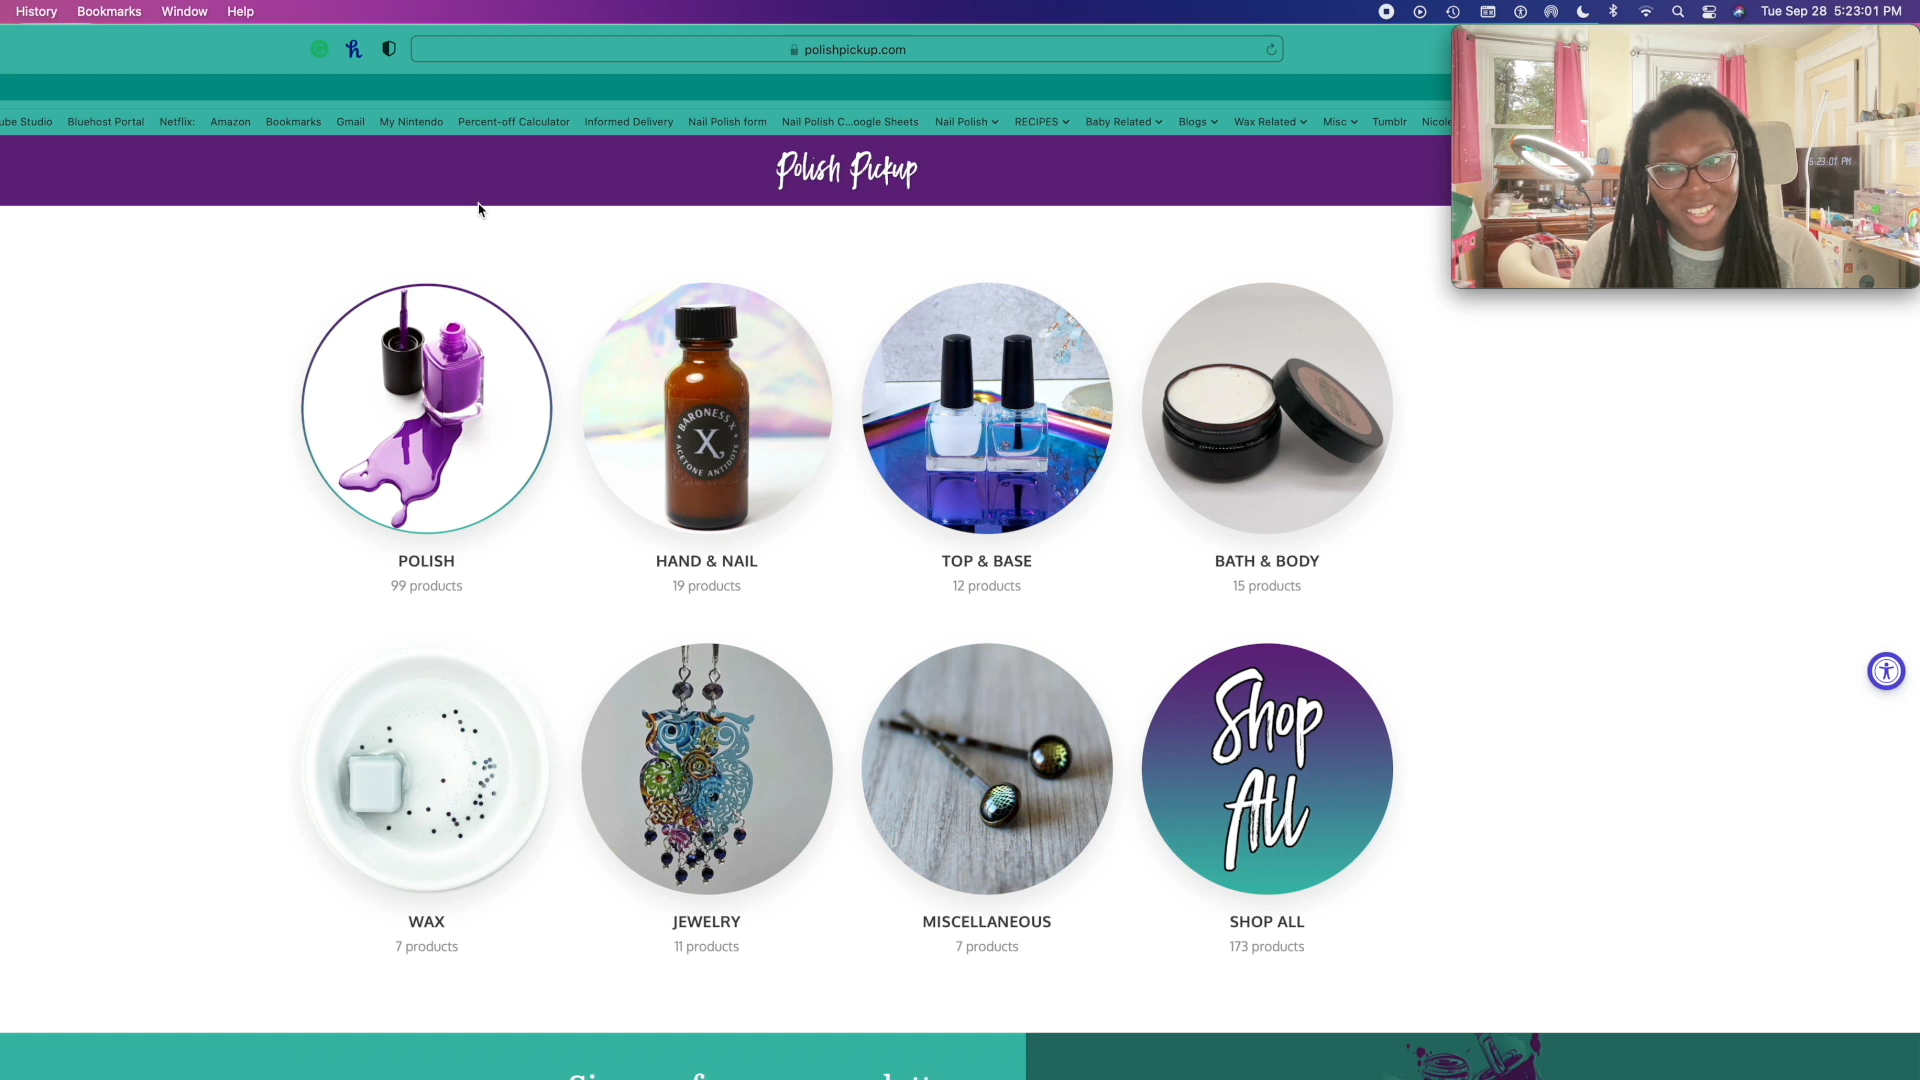 History Bookmarks Window Help
Tue Sep 28 5:23:01 PM
polishpickup.com
ube Studio Bluehost Portal Netflix: Amazon Bookmarks Gmail My Nintendo Percent-off Calculator Informed Delivery Nail Polish form Nail Polish C...oogle Sheets Nail Polish RECIPES Baby Related Blogs Wax Related Misc Tumblr Nicole
Polish Pickup
5:23:01 PM
BARONESS X
X
ACETONE ANTIDOTE
POLISH HAND & NAIL TOP & BASE BATH & BODY
99 products 19 products 12 products 15 products
Shop
All
WAX JEWELRY MISCELLANEOUS SHOP ALL
7 products 11 products 7 products 173 products